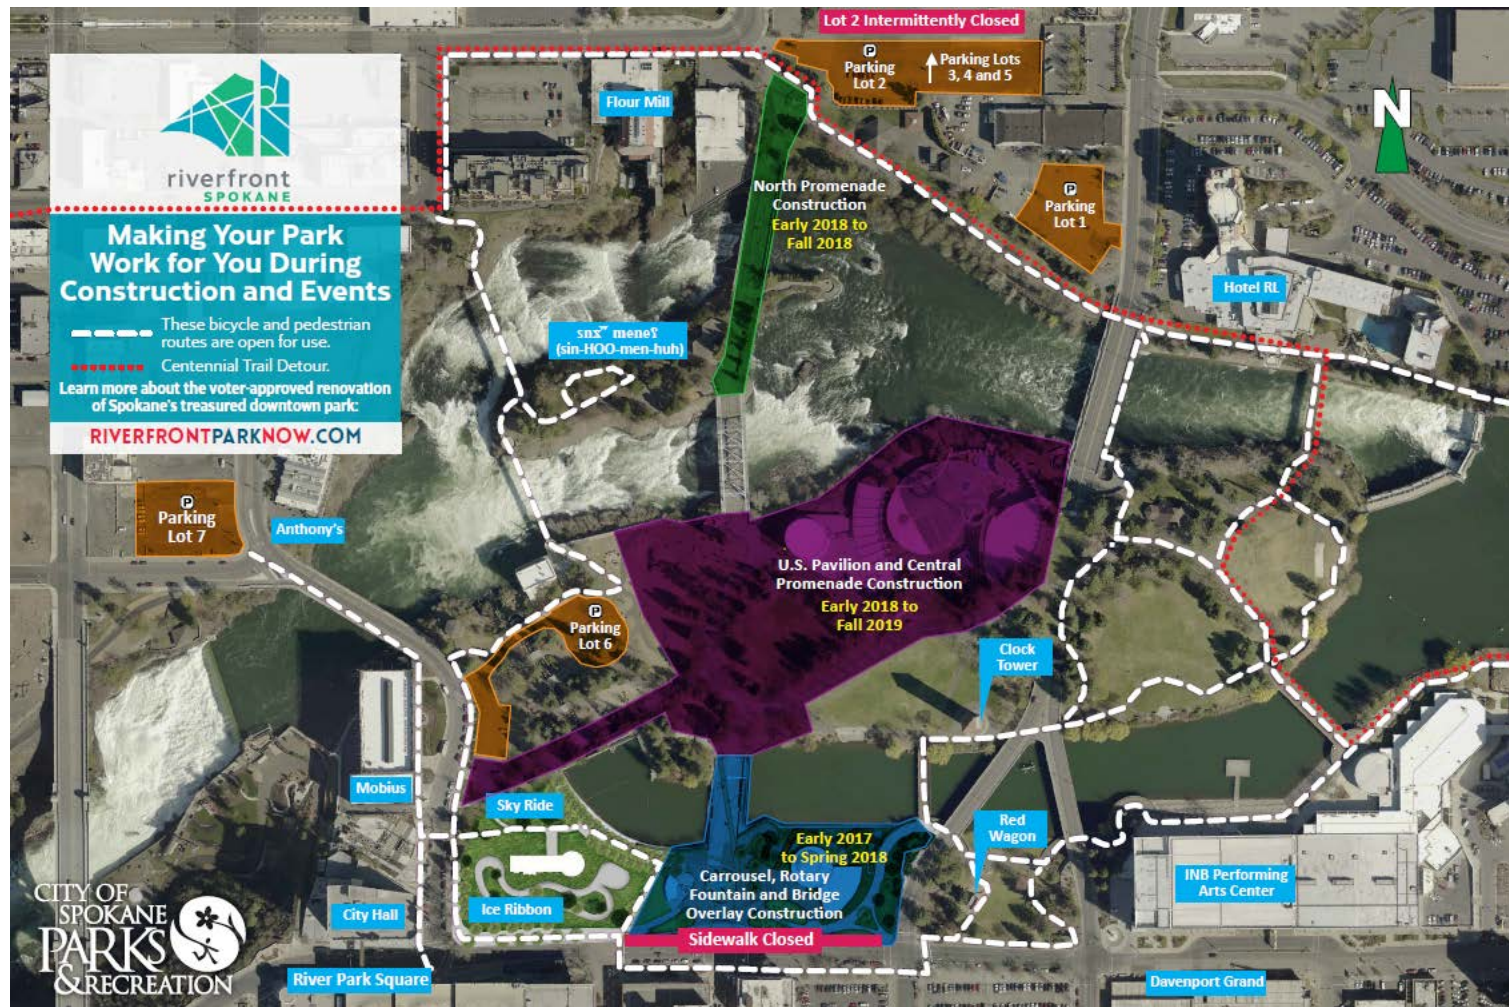 Lot 2 Intermittently Closed
P
Parking
Lot 2
Parking Lots
3, 4 and 5
N
riverfront
SPOKANE
Making Your Park
Work for You During
Construction and Events
These bicycle and pedestrian
routes are open for use.
Centennial Trail Detour.
Learn more about the voter-approved renovation
of Spokane's treasured downtown park:
RIVERFRONTPARKNOW.COM
Flour Mill
North Promenade
Construction
Early 2018 to
Fall 2018
P
Parking
Lot 1
Hotel RL
snxʷ meneʔ
(sin-HOO-men-huh)
P
Parking
Lot 7
Anthony's
U.S. Pavilion and Central
Promenade Construction
Early 2018 to
Fall 2019
P
Parking
Lot 6
Clock
Tower
Mobius
Sky Ride
Red
Wagon
Early 2017
to Spring 2018
Carrousel, Rotary
Fountain and Bridge
Overlay Construction
INB Performing
Arts Center
City Hall
Ice Ribbon
Sidewalk Closed
CITY OF
SPOKANE
PARKS
&RECREATION
River Park Square
Davenport Grand